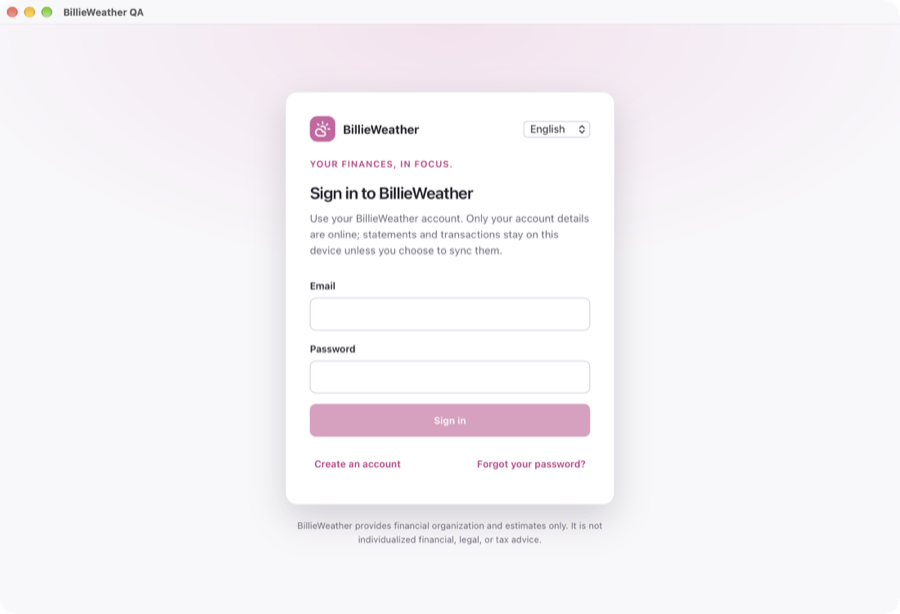 BillieWeather QA
BillieWeather
English
YOUR FINANCES, IN FOCUS.
Sign in to BillieWeather
Use your BillieWeather account. Only your account details
are online; statements and transactions stay on this
device unless you choose to sync them.
Email
Password
Sign in
Create an account
Forgot your password?
BillieWeather provides financial organization and estimates only. It is not
individualized financial, legal, or tax advice.